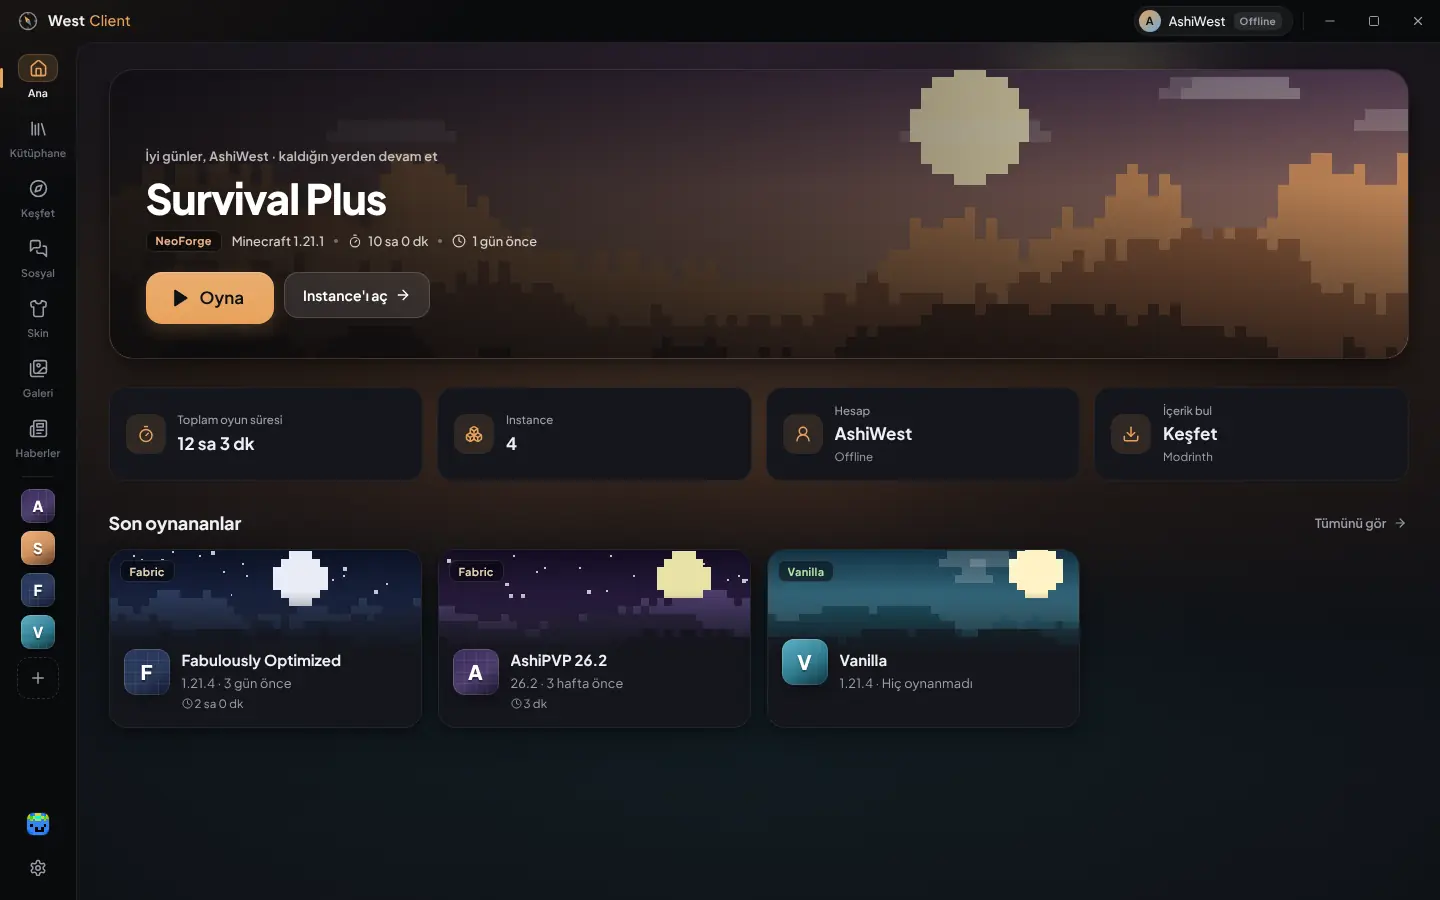 West Client
A AshiWest Offline
Ana
Kütüphane
Keşfet
Sosyal
Skin
Galeri
Haberler
A
S
F
V
İyi günler, AshiWest · kaldığın yerden devam et
Survival Plus
NeoForge Minecraft 1.21.1 • 10 sa 0 dk • 1 gün önce
Oyna
Instance'ı aç →
Toplam oyun süresi
12 sa 3 dk
Instance
4
Hesap
AshiWest
Offline
İçerik bul
Keşfet
Modrinth
Son oynananlar
Tümünü gör →
Fabric
F
Fabulously Optimized
1.21.4 · 3 gün önce
2 sa 0 dk
Fabric
A
AshiPVP 26.2
26.2 · 3 hafta önce
3 dk
Vanilla
V
Vanilla
1.21.4 · Hiç oynanmadı